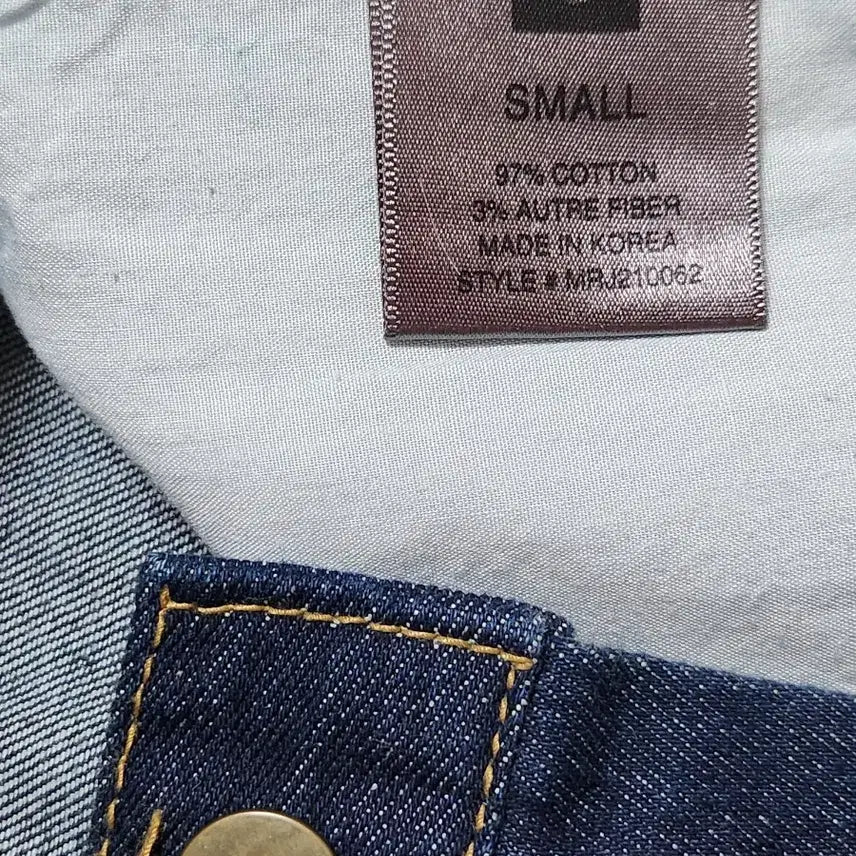 SMALL
97% COTTON
3% AUTRE FIBER
MADE IN KOREA
STYLE # MRJ210062